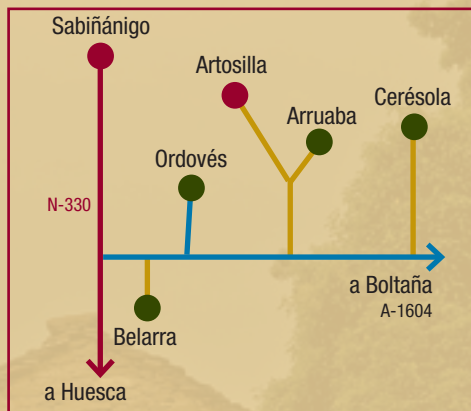 Sabiñánigo
Artosilla
Cerésola
Arruaba
Ordovés
N-330
a Boltaña
A-1604
Belarra
a Huesca